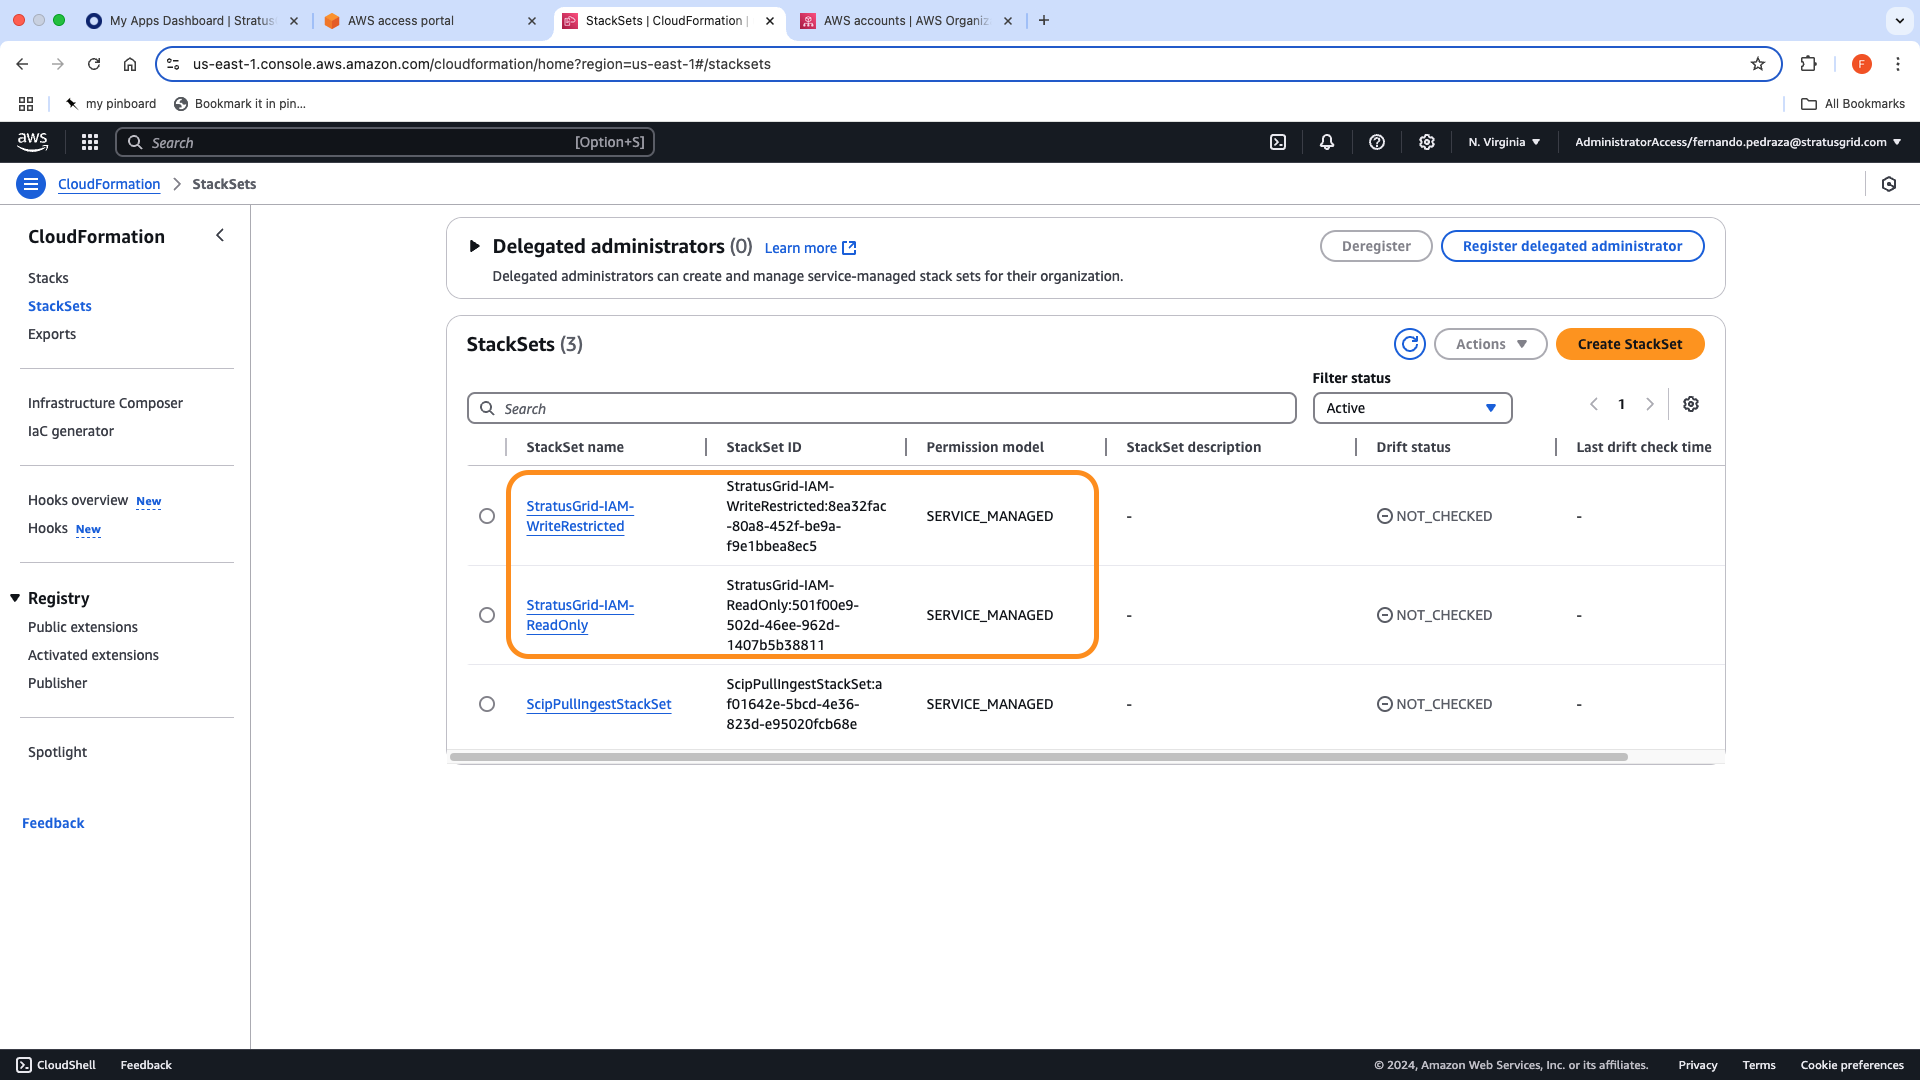 My Apps Dashboard | Stratus
AWS access portal
StackSets | CloudFormation |
AWS accounts | AWS Organiz
us-east-1.console.aws.amazon.com/cloudformation/home?region=us-east-1#/stacksets
F
my pinboard
Bookmark it in pin...
All Bookmarks
aws
Search
[Option+S]
N. Virginia
AdministratorAccess/fernando.pedraza@stratusgrid.com
CloudFormation
StackSets
CloudFormation
Stacks
StackSets
Exports
Infrastructure Composer
IaC generator
Hooks overview New
Hooks New
Registry
Public extensions
Activated extensions
Publisher
Spotlight
Feedback
Delegated administrators (0) Learn more
Deregister
Register delegated administrator
Delegated administrators can create and manage service-managed stack sets for their organization.
StackSets (3)
Actions
Create StackSet
Filter status
Search
Active
1
StackSet name
StackSet ID
Permission model
StackSet description
Drift status
Last drift check time
StratusGrid-IAM-
WriteRestricted
StratusGrid-IAM-
WriteRestricted:8ea32fac
-80a8-452f-be9a-
f9e1bbea8ec5
SERVICE_MANAGED
-
NOT_CHECKED
-
StratusGrid-IAM-
ReadOnly
StratusGrid-IAM-
ReadOnly:501f00e9-
502d-46ee-962d-
1407b5b38811
SERVICE_MANAGED
-
NOT_CHECKED
-
ScipPullIngestStackSet
ScipPullIngestStackSet:a
f01642e-5bcd-4e36-
823d-e95020fcb68e
SERVICE_MANAGED
-
NOT_CHECKED
-
CloudShell
Feedback
© 2024, Amazon Web Services, Inc. or its affiliates.
Privacy
Terms
Cookie preferences